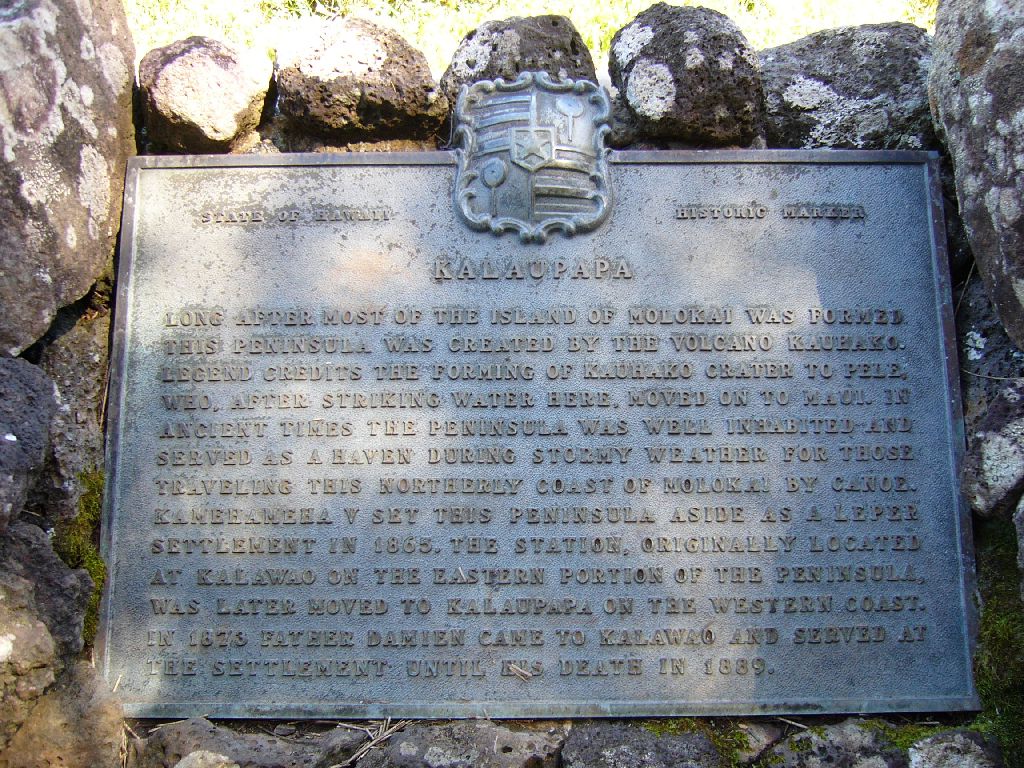 STATE OF HAWAII
HISTORIC MARKER
KALAUPAPA
LONG AFTER MOST OF THE ISLAND OF MOLOKAI WAS FORMED
THIS PENINSULA WAS CREATED BY THE VOLCANO KAUHAKO.
LEGEND CREDITS THE FORMING OF KAUHAKO CRATER TO PELE,
WHO, AFTER STRIKING WATER HERE, MOVED ON TO MAUI. IN
ANCIENT TIMES THE PENINSULA WAS WELL INHABITED AND
SERVED AS A HAVEN DURING STORMY WEATHER FOR THOSE
TRAVELING THIS NORTHERLY COAST OF MOLOKAI BY CANOE.
KAMEHAMEHA V SET THIS PENINSULA ASIDE AS A LEPER
SETTLEMENT IN 1865. THE STATION, ORIGINALLY LOCATED
AT KALAWAO ON THE EASTERN PORTION OF THE PENINSULA,
WAS LATER MOVED TO KALAUPAPA ON THE WESTERN COAST.
IN 1873 FATHER DAMIEN CAME TO KALAWAO AND SERVED AT
THE SETTLEMENT UNTIL HIS DEATH IN 1889.